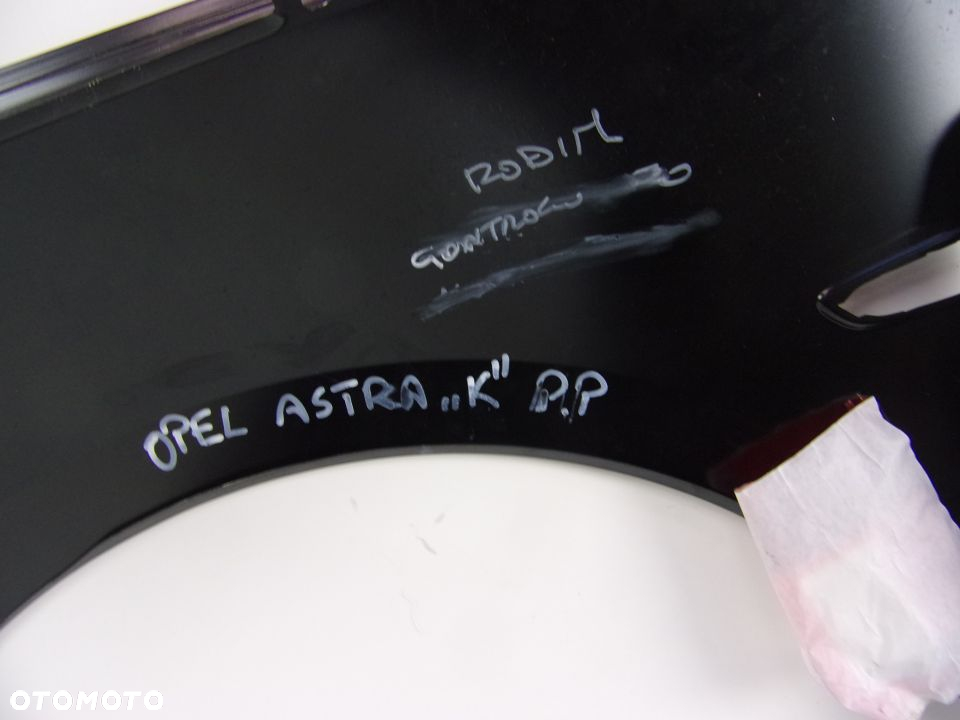 RODIM
OPEL ASTRA „K" P.P
OTOMOTO